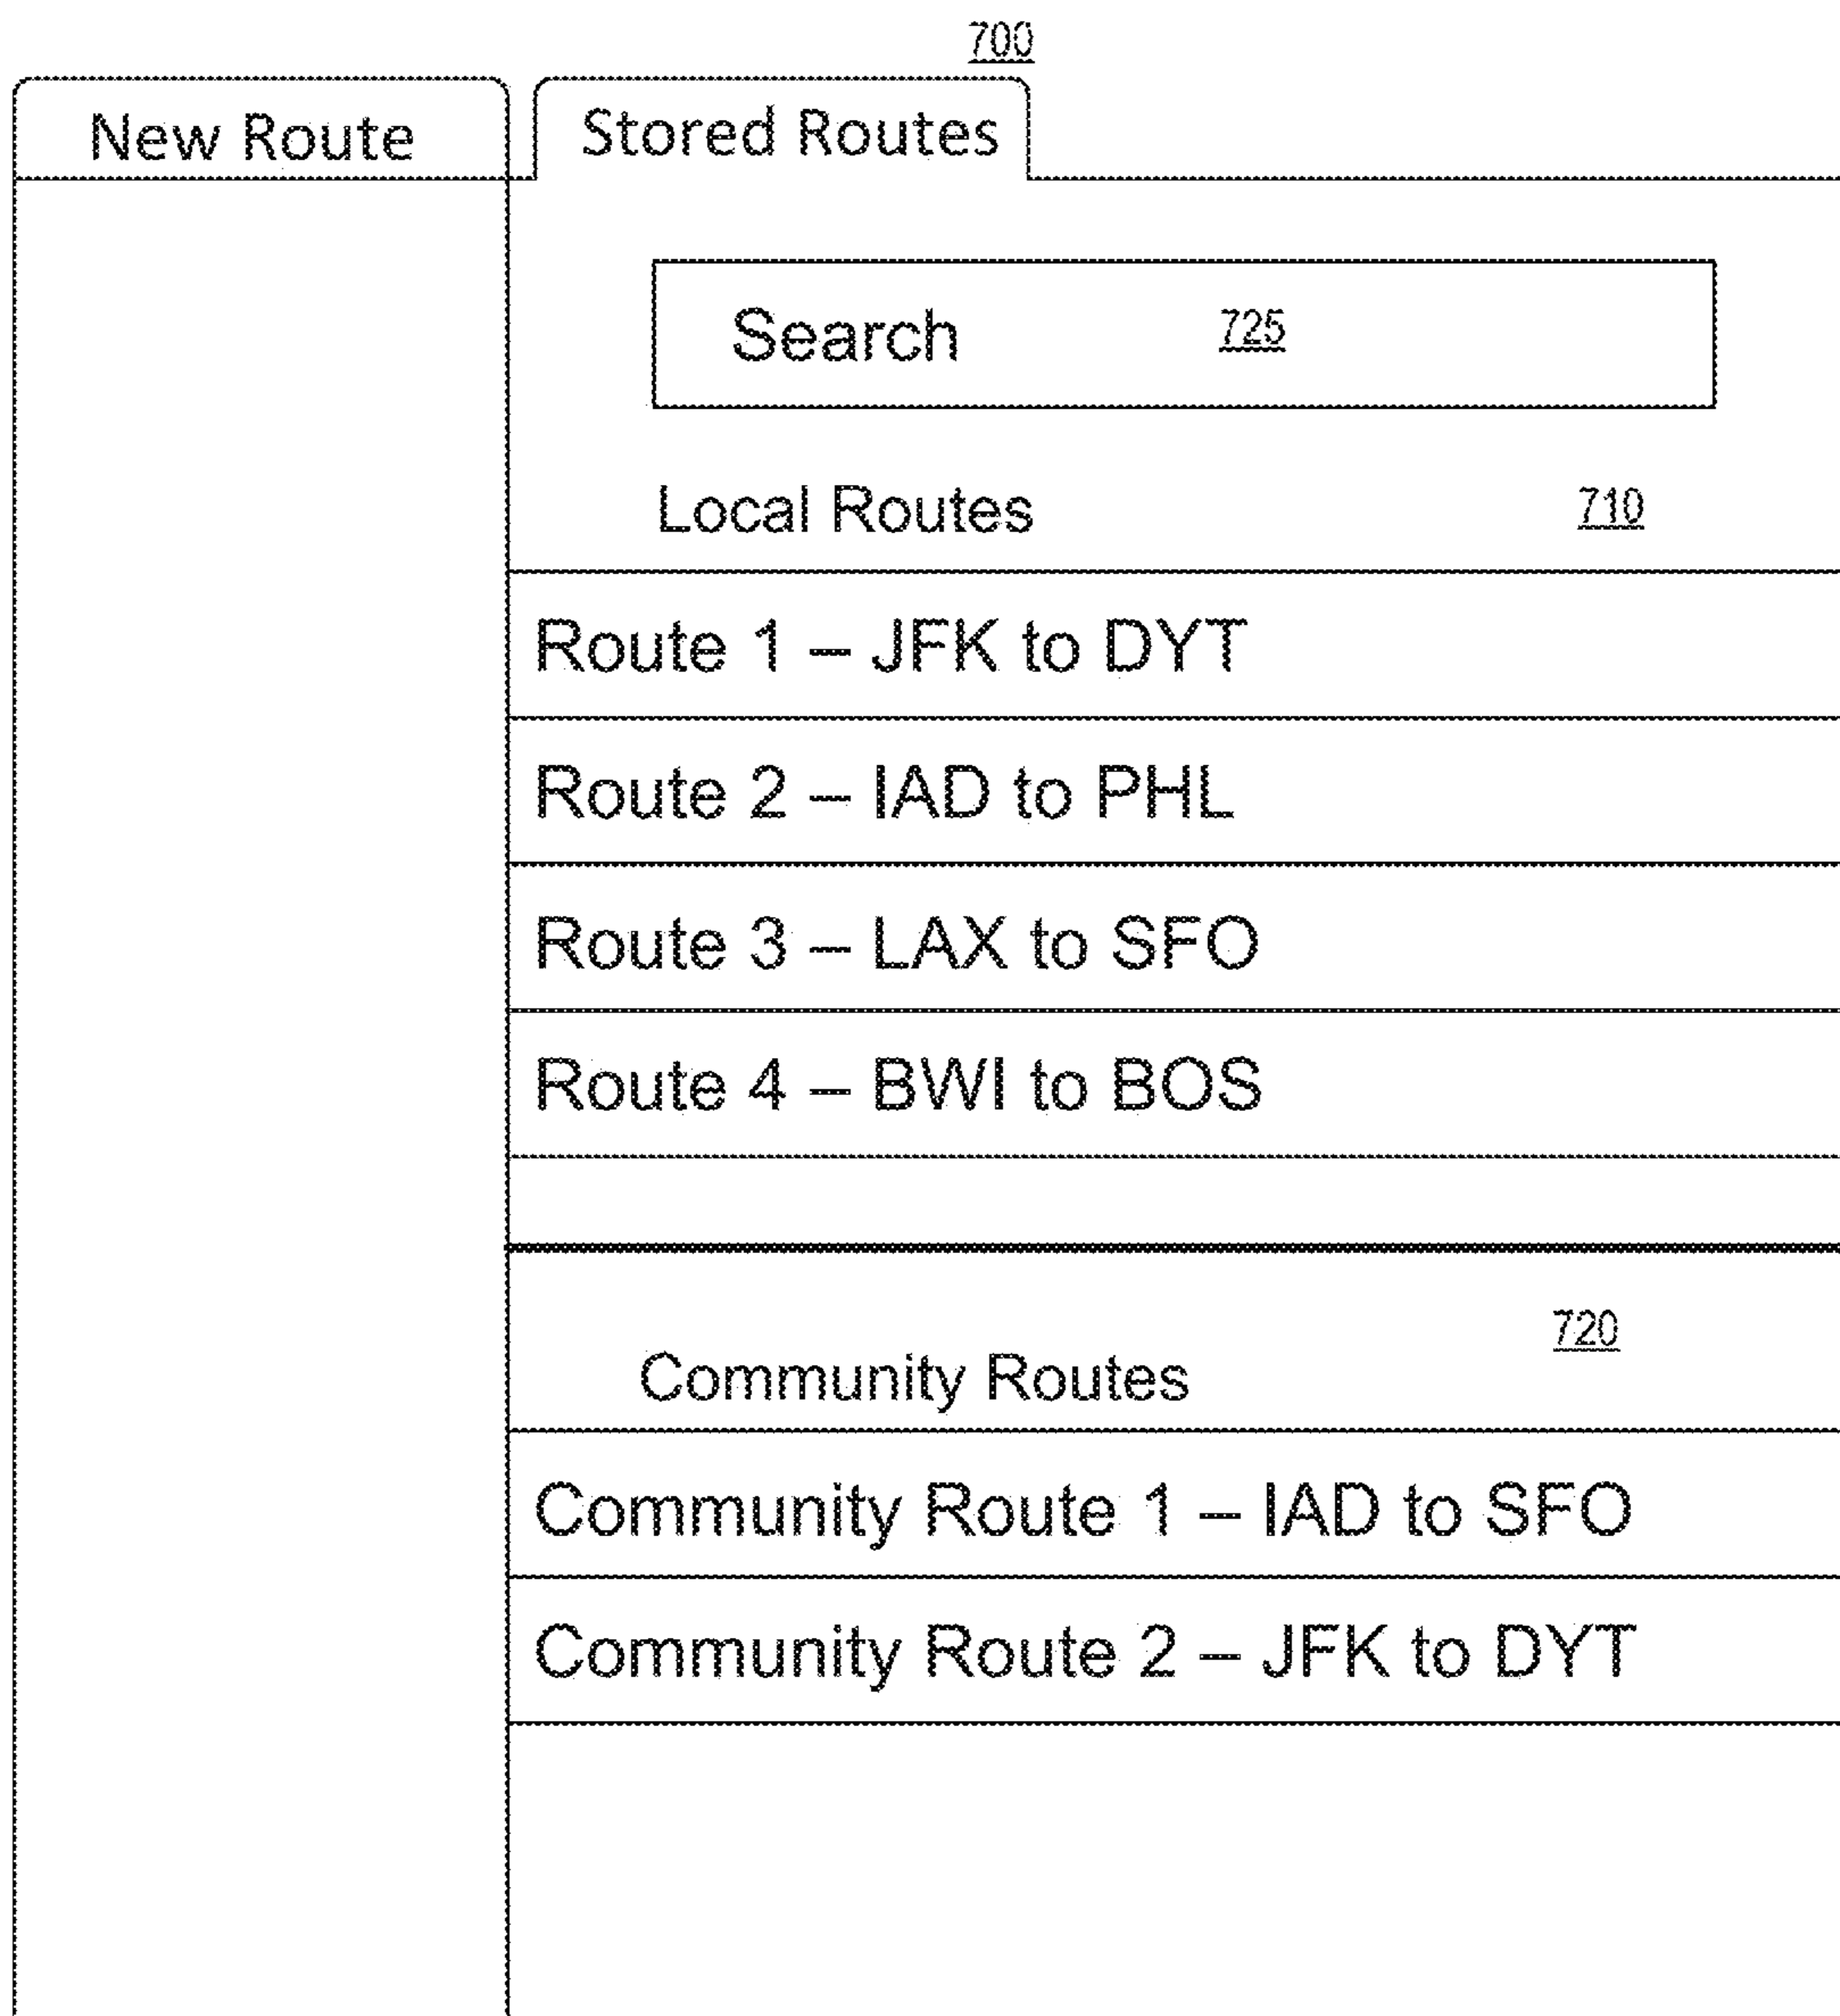 700
New Route
Stored Routes
Search 725
Local Routes 710
Route 1 – JFK to DYT
Route 2 – IAD to PHL
Route 3 – LAX to SFO
Route 4 – BWI to BOS
720
Community Routes
Community Route 1 – IAD to SFO
Community Route 2 – JFK to DYT